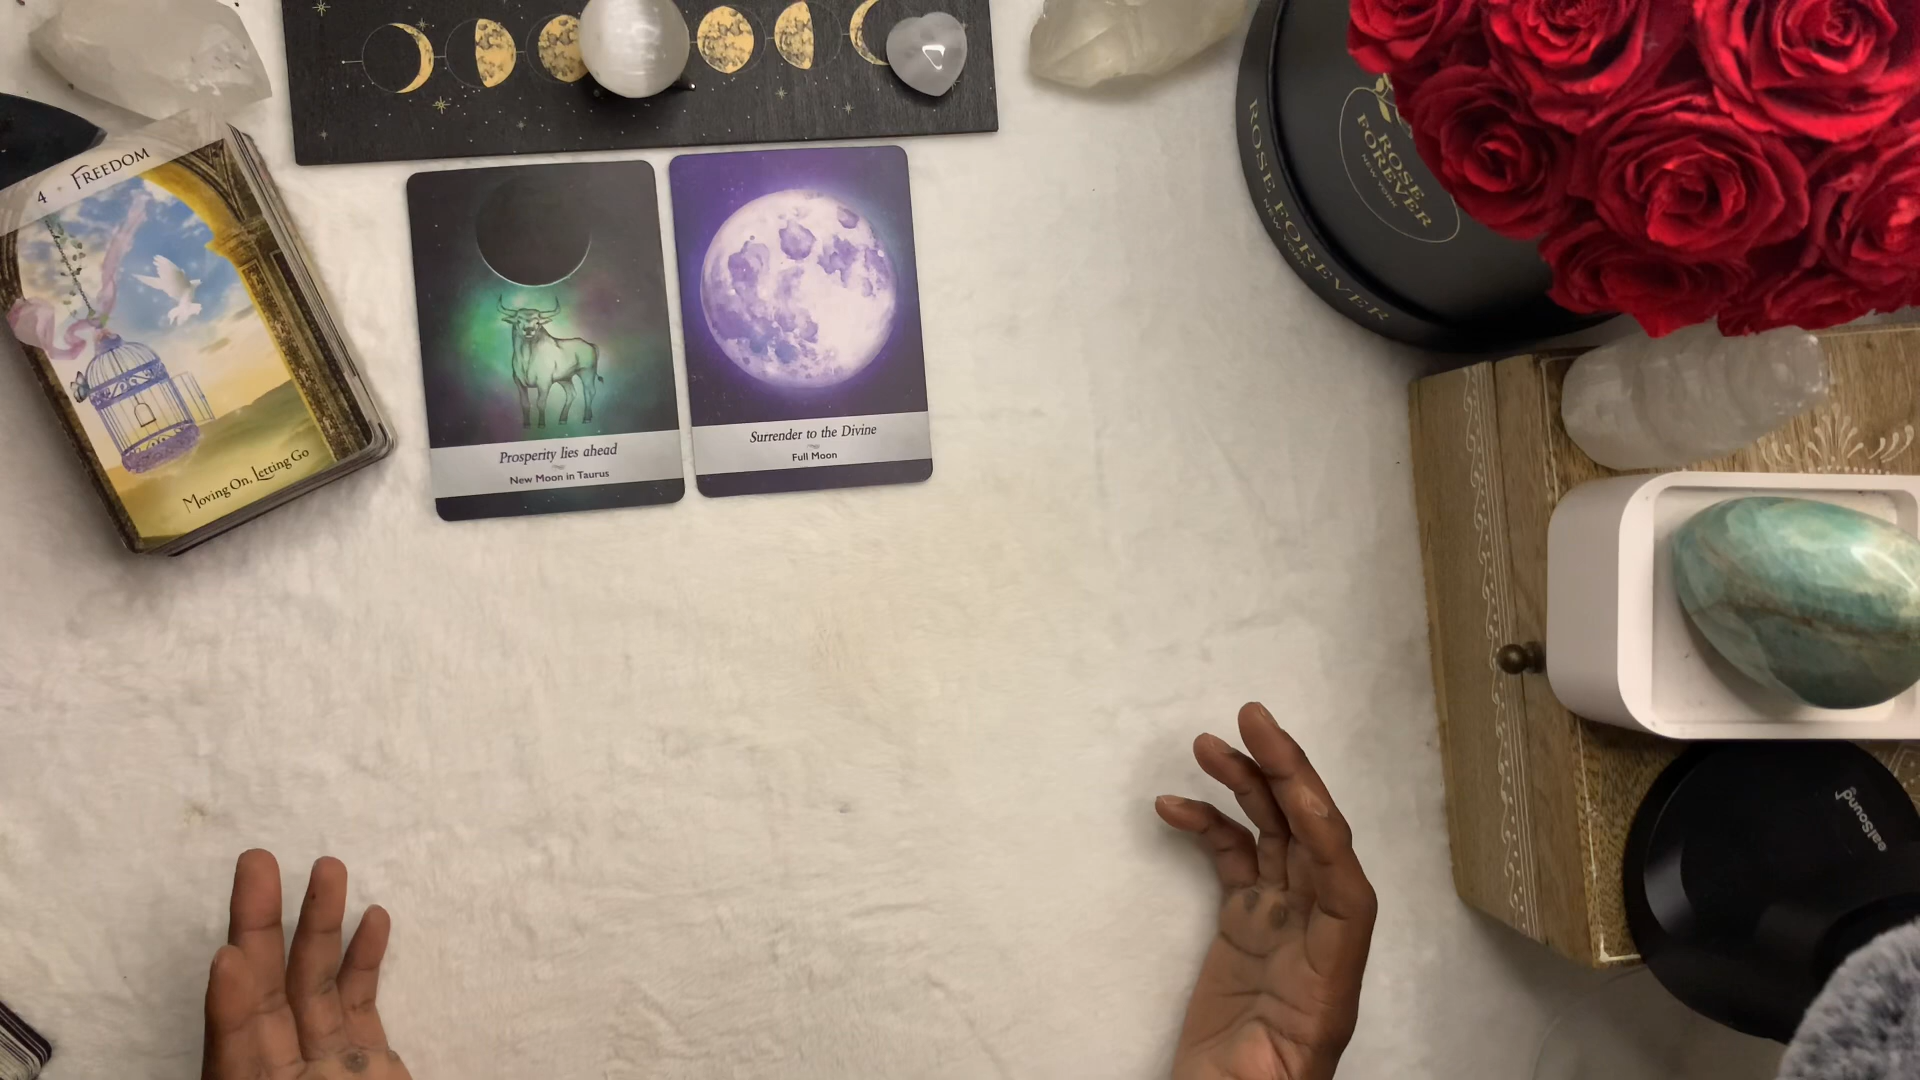 4 FREEDOM
Moving On, Letting Go
Prosperity lies ahead
New Moon in Taurus
Surrender to the Divine
Full Moon
ROSE
FOREVER
NEW YORK
ROSE FOREVER
NEW YORK
ealSound